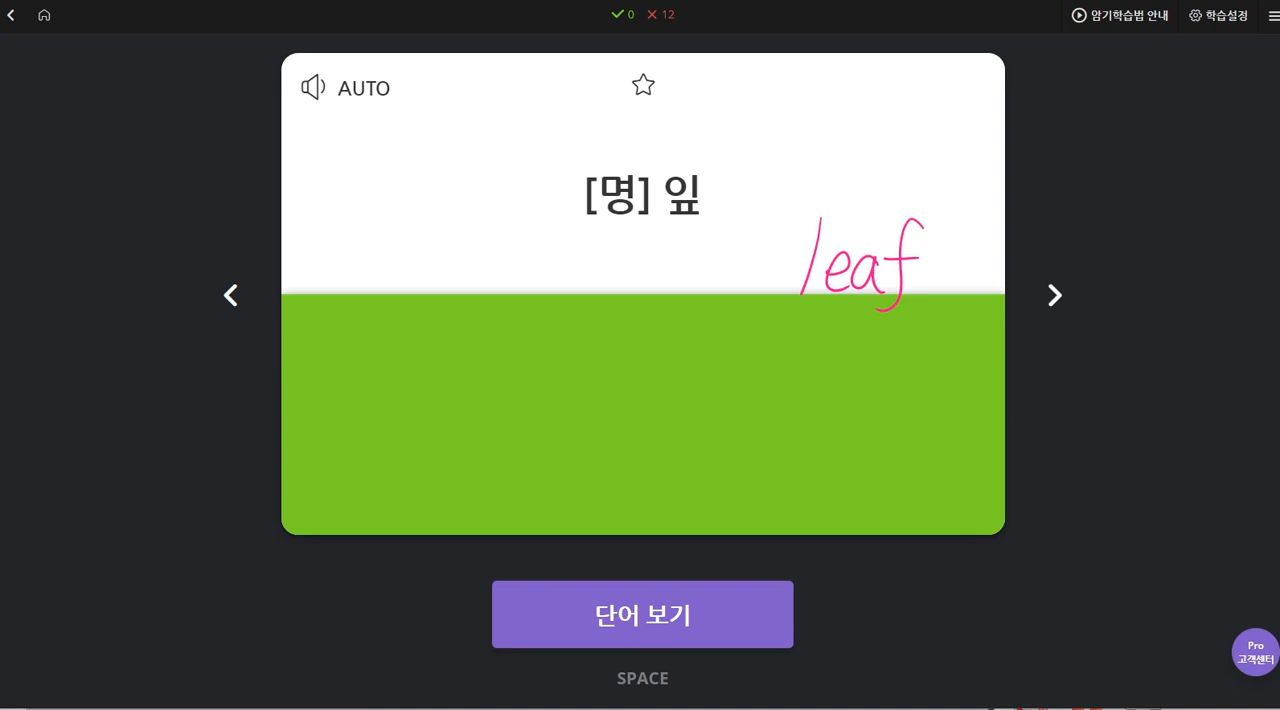 0 12 암기학습법 안내 학습설정
AUTO
[명] 잎
leaf
단어 보기
SPACE
Pro
고객센터